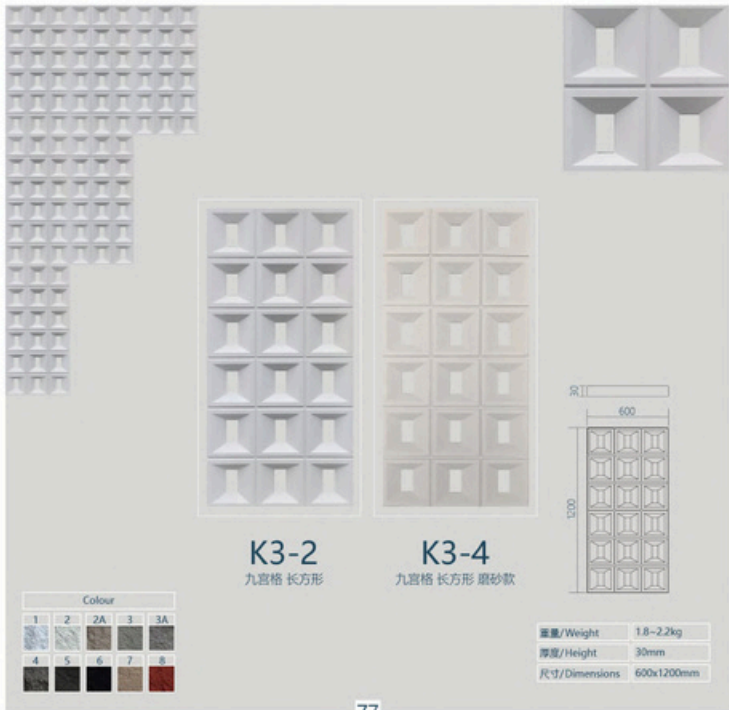 K3-2
九宫格 长方形
K3-4
九宫格 长方形 磨砂款
30
600
1200
Colour
1 2 2A 3 3A
4 5 6 7 8
重量/Weight 1.8~2.2kg
厚度/Height 30mm
尺寸/Dimensions 600x1200mm
77